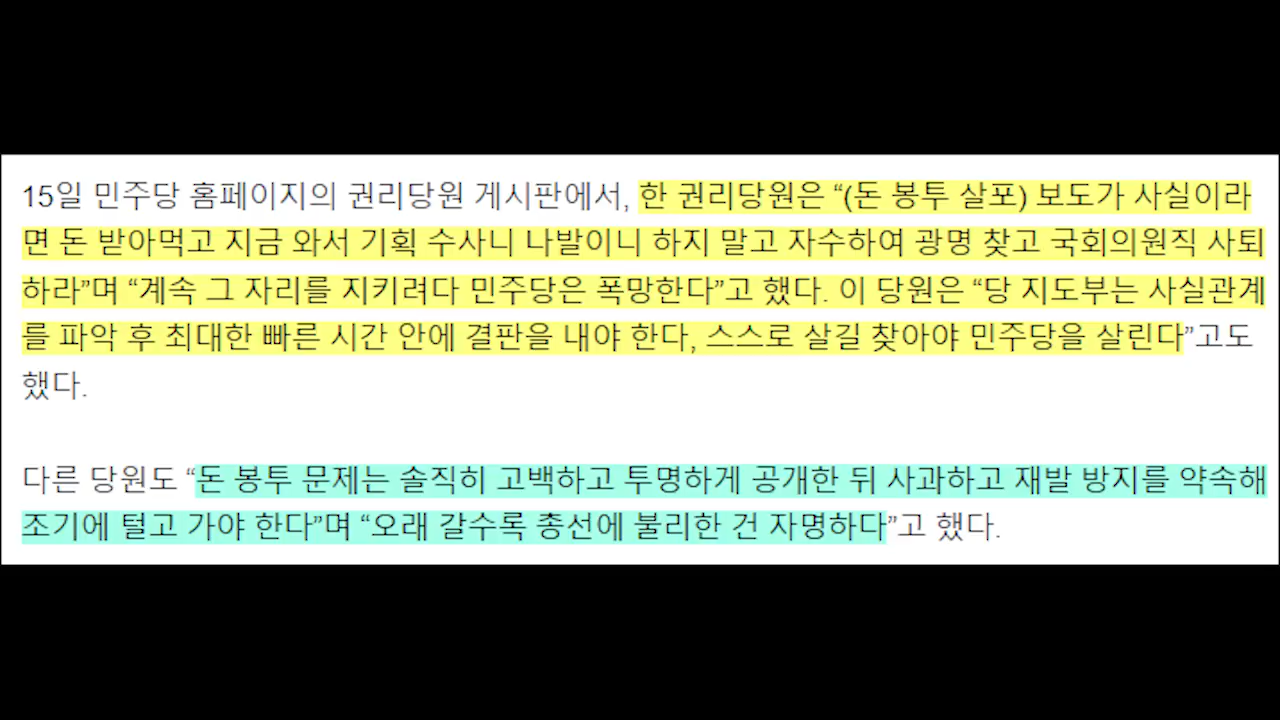 15일 민주당 홈페이지의 권리당원 게시판에서, 한 권리당원은 “(돈 봉투 살포) 보도가 사실이라
면 돈 받아먹고 지금 와서 기획 수사니 나발이니 하지 말고 자수하여 광명 찾고 국회의원직 사퇴
하라”며 “계속 그 자리를 지키려다 민주당은 폭망한다”고 했다. 이 당원은 “당 지도부는 사실관계
를 파악 후 최대한 빠른 시간 안에 결판을 내야 한다, 스스로 살길 찾아야 민주당을 살린다”고도
했다.
다른 당원도 “돈 봉투 문제는 솔직히 고백하고 투명하게 공개한 뒤 사과하고 재발 방지를 약속해
조기에 털고 가야 한다”며 “오래 갈수록 총선에 불리한 건 자명하다”고 했다.